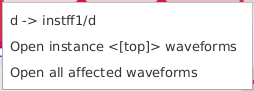 d -> instff1/d
Open instance <[top]> waveforms
Open all affected waveforms